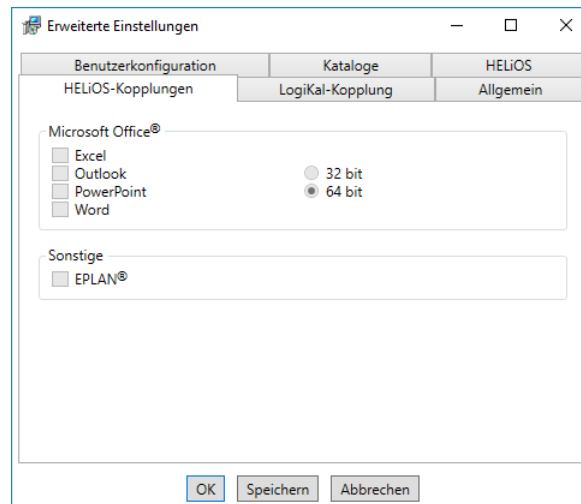 Erweiterte Einstellungen
Benutzerkonfiguration Kataloge HELiOS
HELiOS-Kopplungen LogiKal-Kopplung Allgemein
Microsoft Office®
Excel
Outlook 32 bit
PowerPoint 64 bit
Word
Sonstige
EPLAN®
OK Speichern Abbrechen